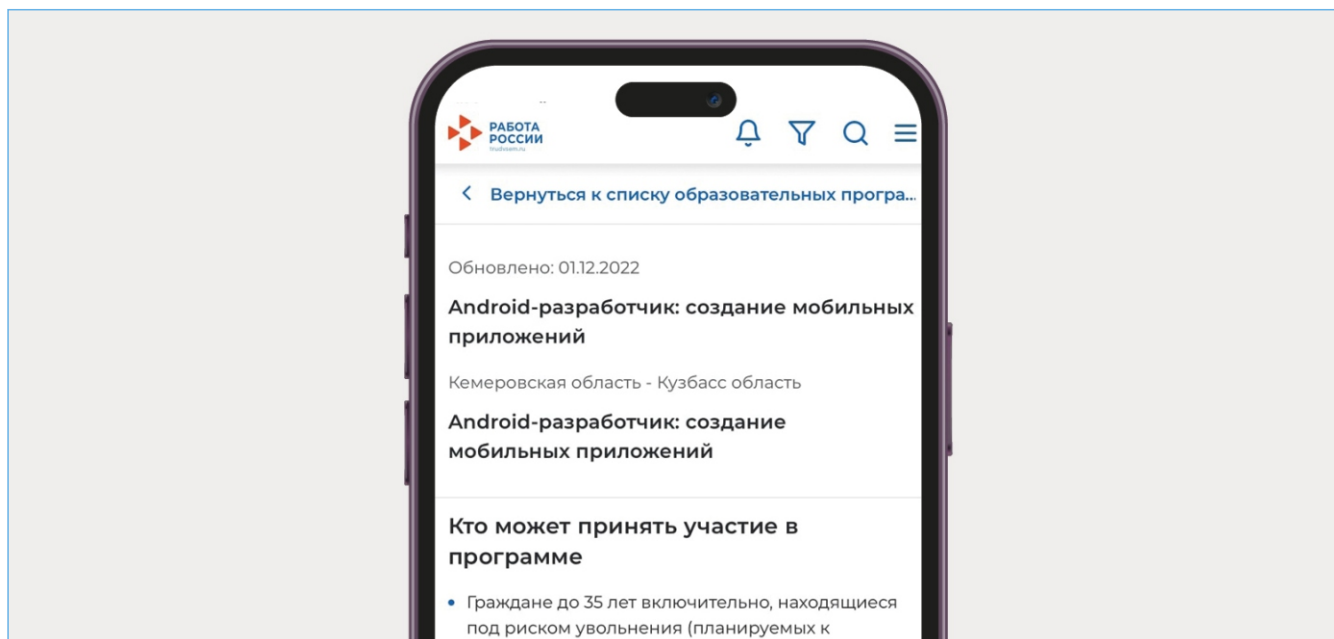 РАБОТА
РОССИИ
trudvsem.ru
Вернуться к списку образовательных програ...
Обновлено: 01.12.2022
Android-разработчик: создание мобильных
приложений
Кемеровская область - Кузбасс область
Android-разработчик: создание
мобильных приложений
Кто может принять участие в
программе
Граждане до 35 лет включительно, находящиеся
под риском увольнения (планируемых к